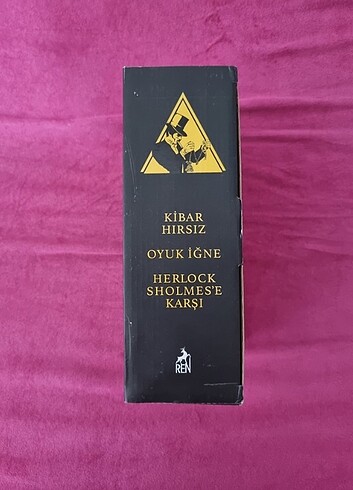 KİBAR
HIRSIZ
OYUK İĞNE
HERLOCK
SHOLMES'E
KARŞI
REN